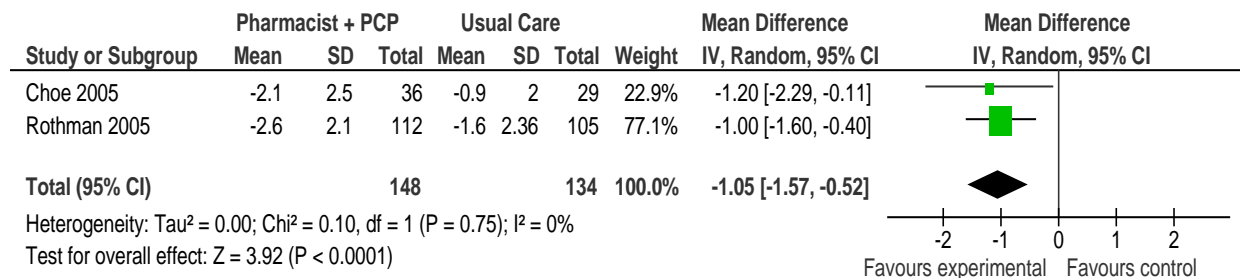 Pharmacist + PCP Usual Care Mean Difference Mean Difference
Study or Subgroup Mean SD Total Mean SD Total Weight IV, Random, 95% CI IV, Random, 95% CI
Choe 2005 -2.1 2.5 36 -0.9 2 29 22.9% -1.20 [-2.29, -0.11]
Rothman 2005 -2.6 2.1 112 -1.6 2.36 105 77.1% -1.00 [-1.60, -0.40]
Total (95% CI) 148 134 100.0% -1.05 [-1.57, -0.52]
Heterogeneity: Tau² = 0.00; Chi² = 0.10, df = 1 (P = 0.75); I² = 0%
Test for overall effect: Z = 3.92 (P < 0.0001)
-2 -1 0 1 2
Favours experimental Favours control